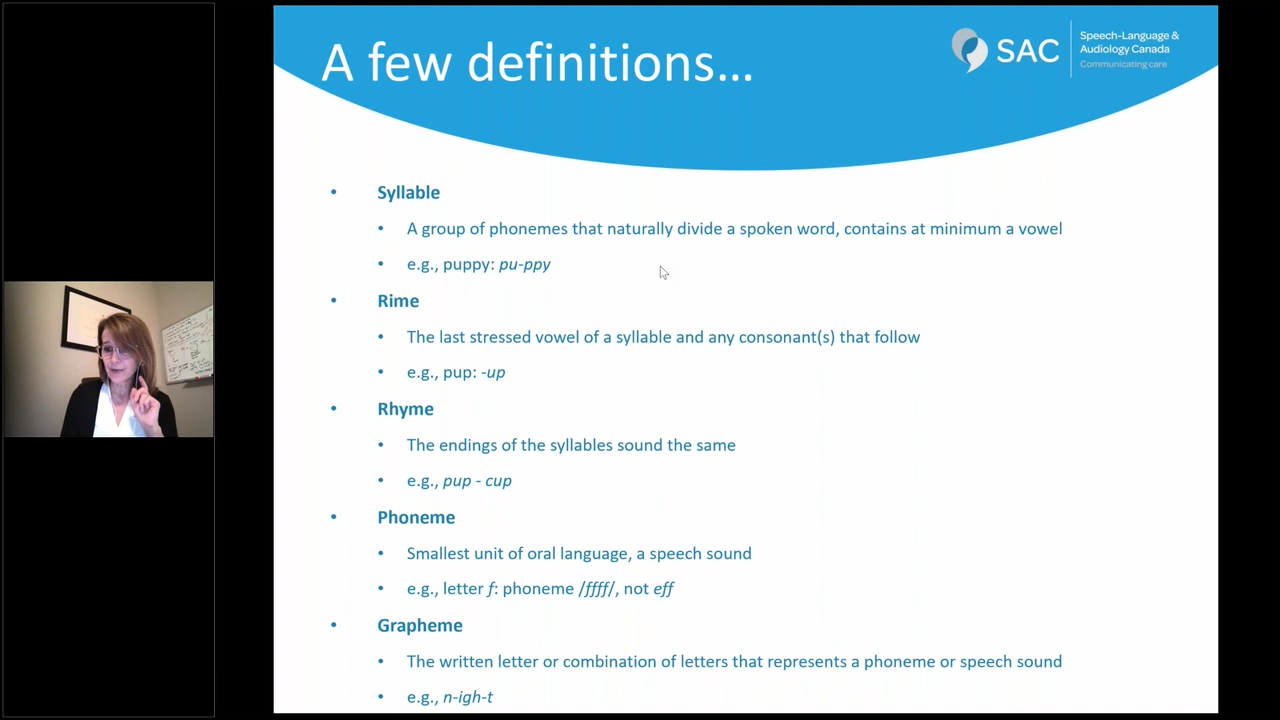 A few definitions...
SAC
Speech-Language &
Audiology Canada
Communicating care
• Syllable
• A group of phonemes that naturally divide a spoken word, contains at minimum a vowel
• e.g., puppy: pu-ppy
• Rime
• The last stressed vowel of a syllable and any consonant(s) that follow
• e.g., pup: -up
• Rhyme
• The endings of the syllables sound the same
• e.g., pup - cup
• Phoneme
• Smallest unit of oral language, a speech sound
• e.g., letter f: phoneme /ffff/, not eff
• Grapheme
• The written letter or combination of letters that represents a phoneme or speech sound
• e.g., n-igh-t